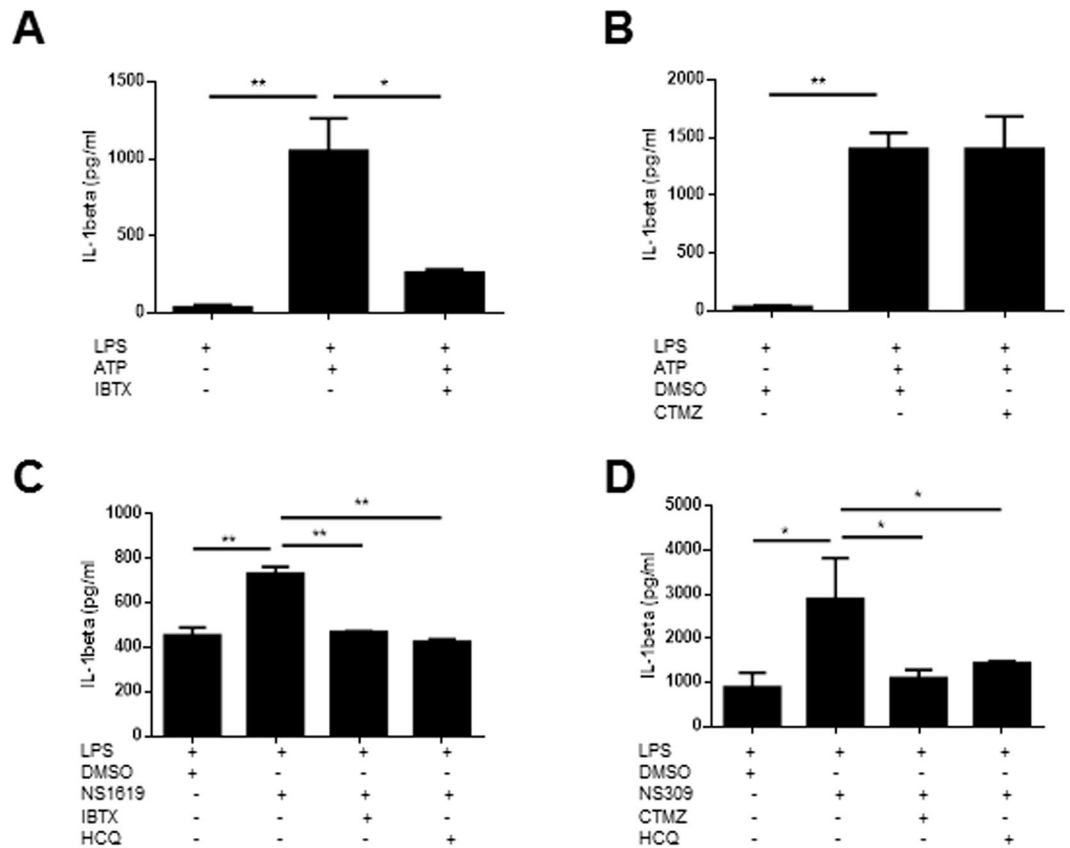 A
1500
1000
500
0
IL-1beta (pg/ml
** *
LPS + + +
ATP - + +
IBTX - - +
B
2000
1500
1000
500
0
IL-1beta (pg/ml
**
LPS + + +
ATP - + +
DMSO + + -
CTMZ - - +
C
1000
800
600
400
200
0
IL-1beta (pg/ml
**
** **
LPS + + + +
DMSO + - - -
NS1619 - + + +
IBTX - - + -
HCQ - - - +
D
5000
4000
3000
2000
1000
0
IL-1beta (pg/ml
*
* *
LPS + + + +
DMSO + - - -
NS309 - + + +
CTMZ - - + -
HCQ - - - +